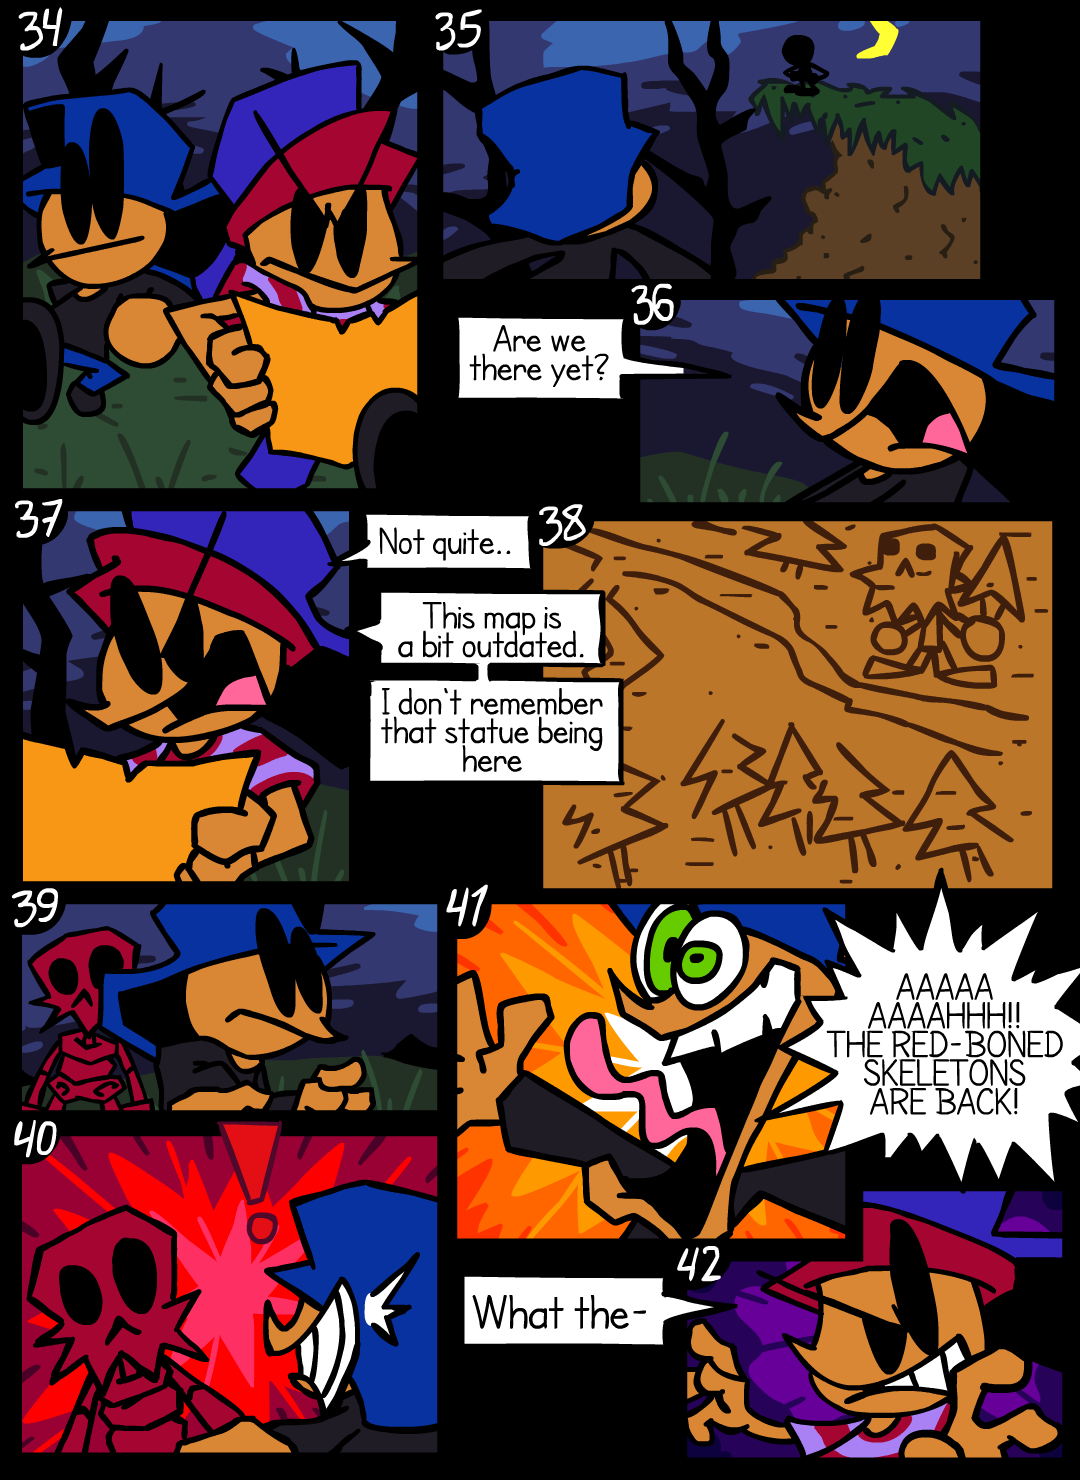 34
35
36
Are we
there yet?
37
Not quite..
This map is
a bit outdated.
I don't remember
that statue being
here
38
39
40
!
41
AAAAA
AAAAHHH!!
THE RED-BONED
SKELETONS
ARE BACK!
42
What the-